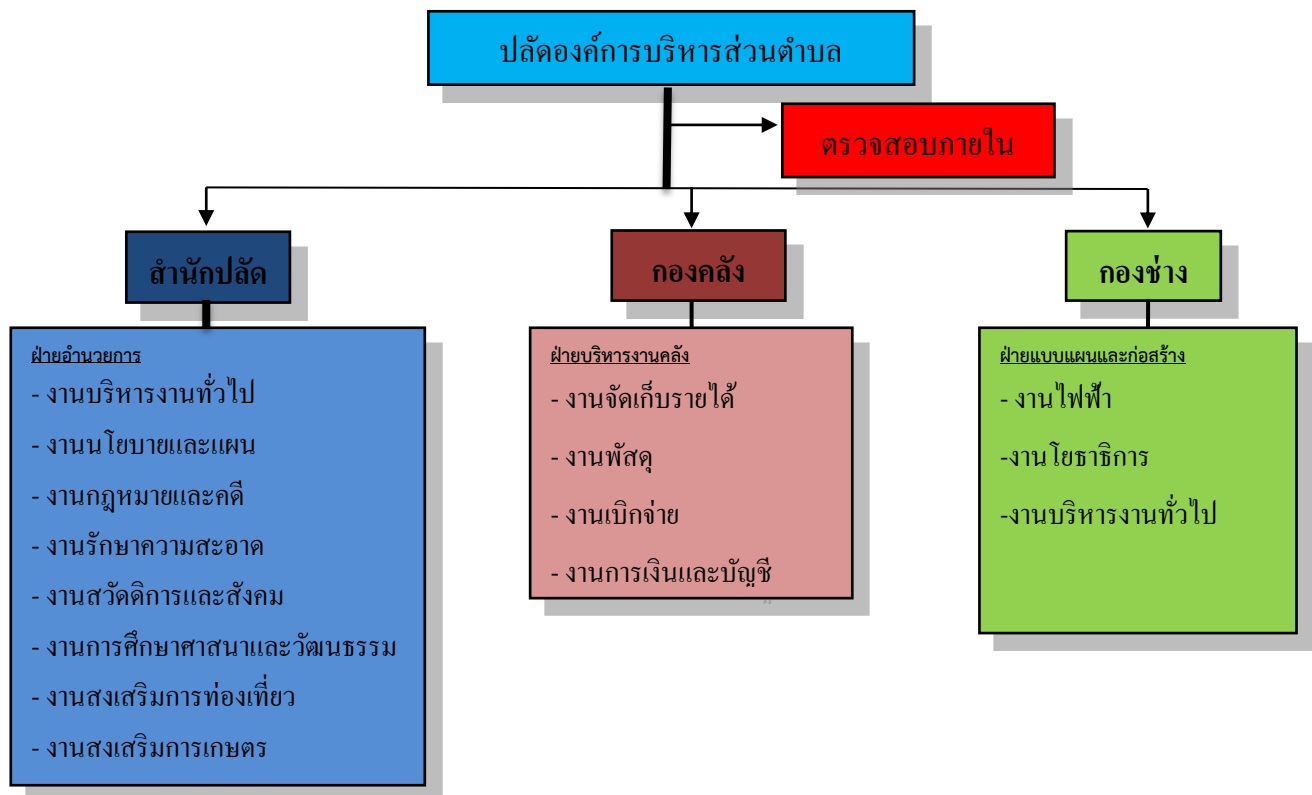 ปลัดองค์การบริหารส่วนตำบล
ตรวจสอบภายใน
สำนักปลัด
ฝ่ายอำนวยการ
- งานบริหารงานทั่วไป
- งานนโยบายและแผน
- งานกฎหมายและคดี
- งานรักษาความสะอาด
- งานสวัดดิการและสังคม
- งานการศึกษาศาสนาและวัฒนธรรม
- งานสงเสริมการท่องเที่ยว
- งานสงเสริมการเกษตร
กองคลัง
ฝ่ายบริหารงานคลัง
- งานจัดเก็บรายได้
- งานพัสดุ
- งานเบิกจ่าย
- งานการเงินและบัญชี
กองช่าง
ฝ่ายแบบแผนและก่อสร้าง
- งานไฟฟ้า
-งานโยธาธิการ
-งานบริหารงานทั่วไป